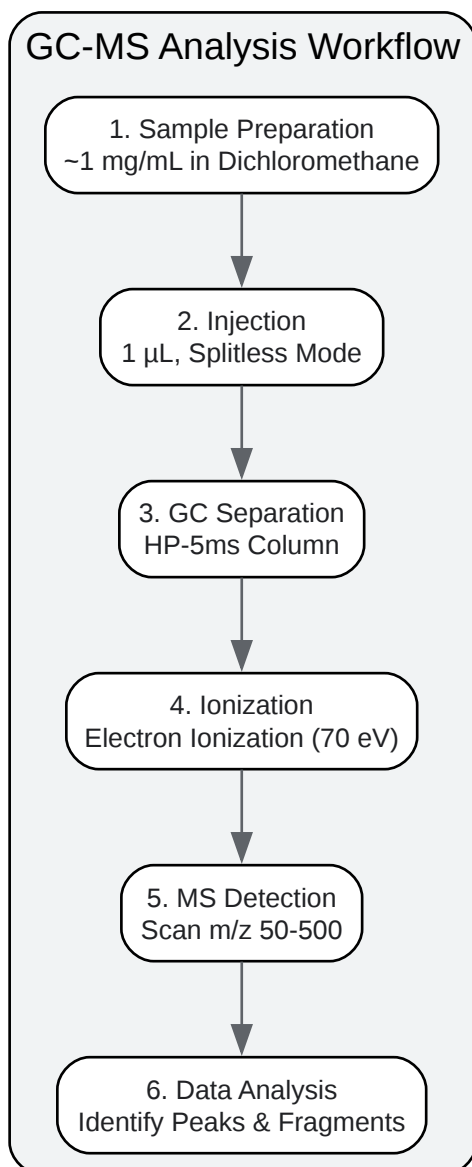 GC-MS Analysis Workflow
1. Sample Preparation
~1 mg/mL in Dichloromethane
2. Injection
1 µL, Splitless Mode
3. GC Separation
HP-5ms Column
4. Ionization
Electron Ionization (70 eV)
5. MS Detection
Scan m/z 50-500
6. Data Analysis
Identify Peaks & Fragments